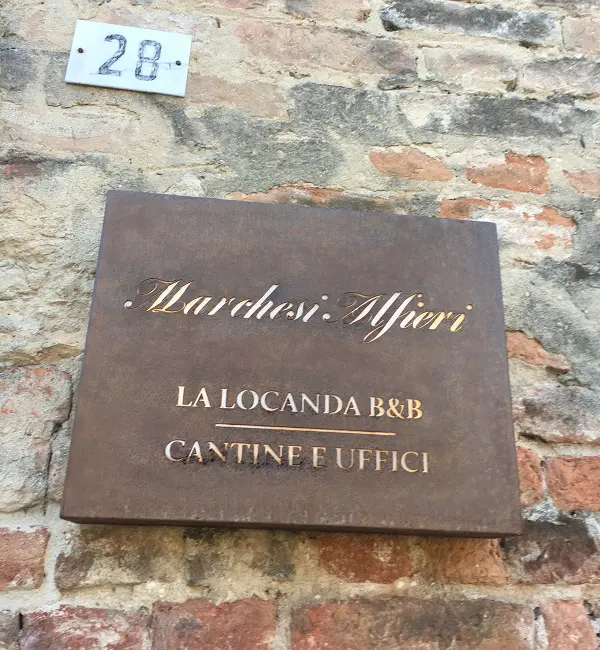 28
Marchesi Alfieri
LA LOCANDA B&B
CANTINE E UFFICI